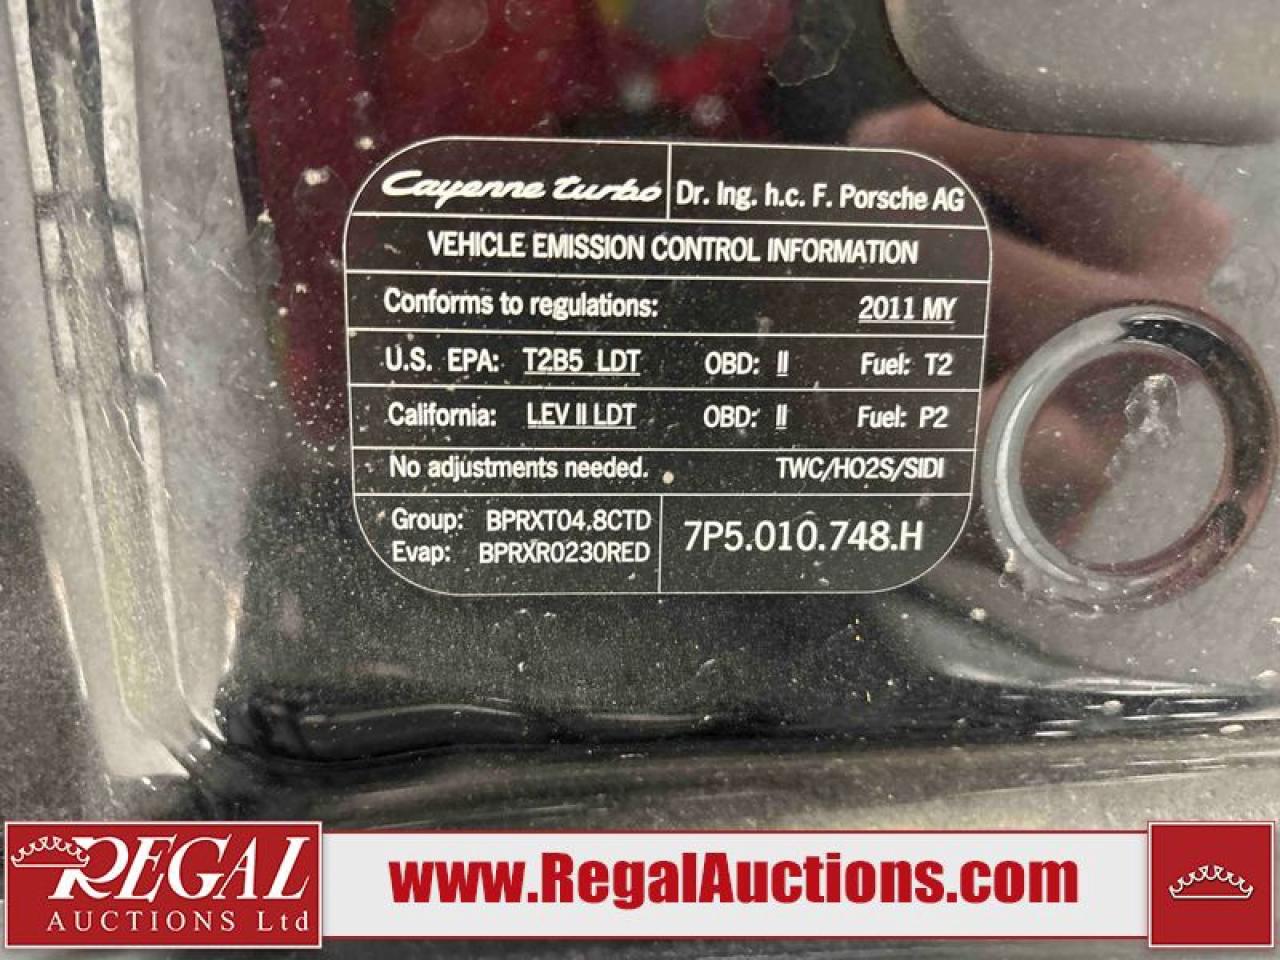 Cayenne turbo Dr. Ing. h.c. F. Porsche AG
VEHICLE EMISSION CONTROL INFORMATION
Conforms to regulations: 2011 MY
U.S. EPA: T2B5 LDT OBD: II Fuel: T2
California: LEV II LDT OBD: II Fuel: P2
No adjustments needed. TWC/HO2S/SIDI
Group: BPRXT04.8CTD
Evap: BPRXR0230RED
7P5.010.748.H
REGAL
AUCTIONS Ltd
www.RegalAuctions.com